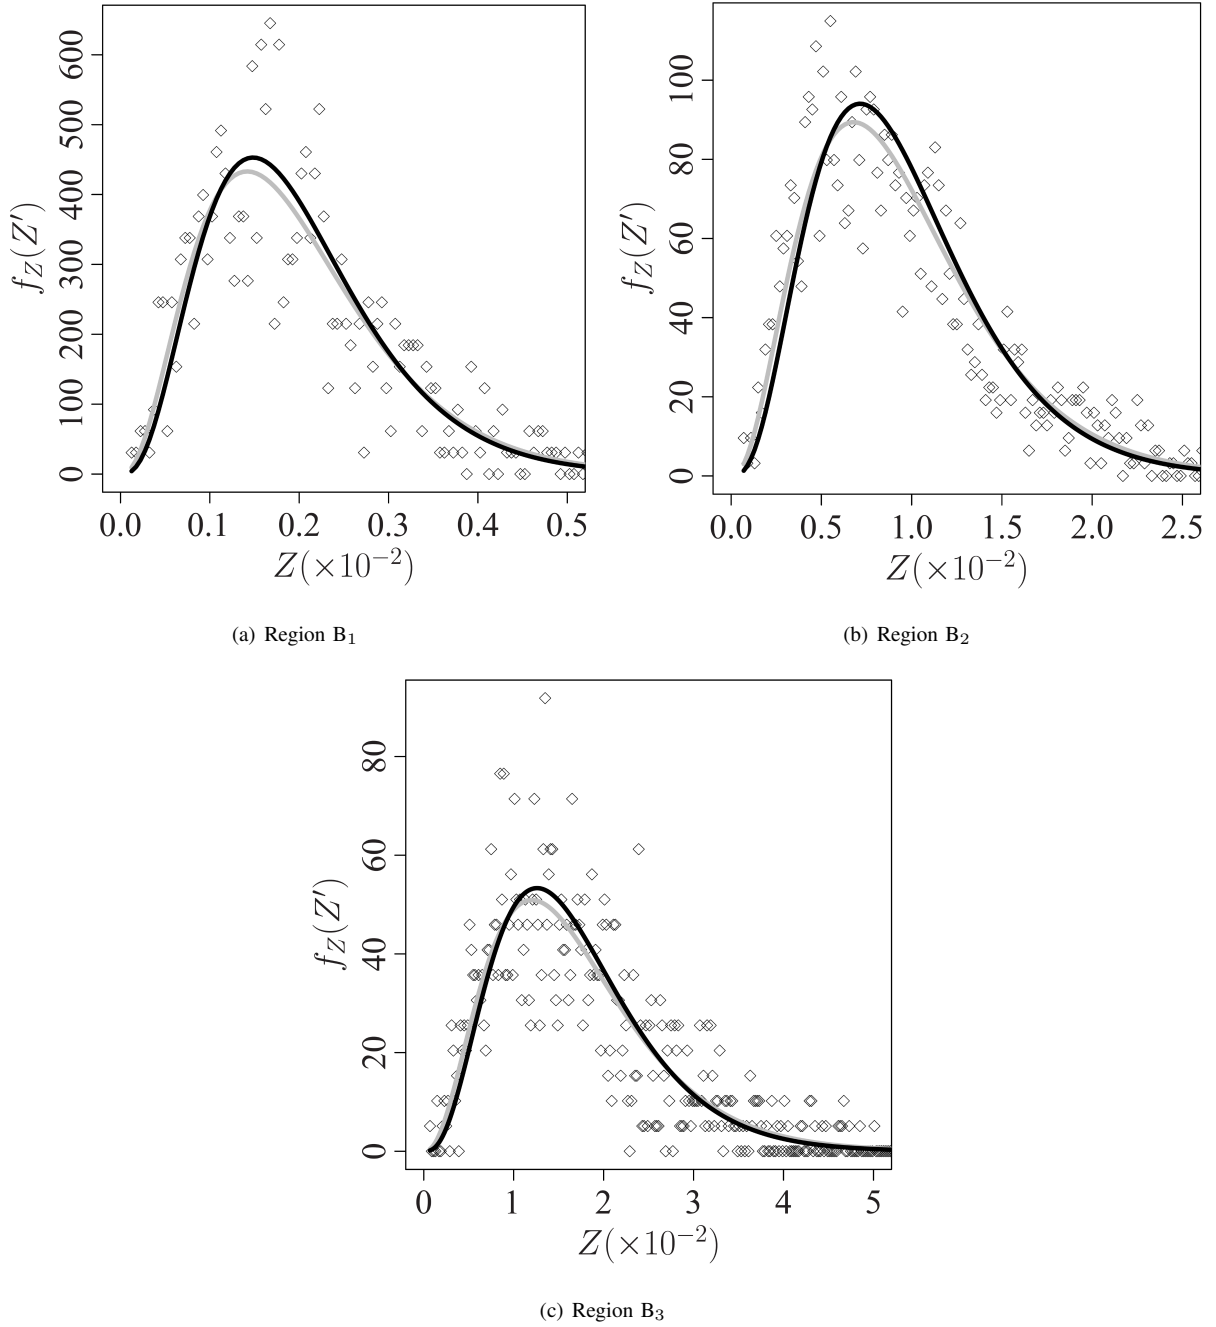 600
500
400
300
200
100
0
f_Z(Z′)
0.0 0.1 0.2 0.3 0.4 0.5
Z(×10⁻²)
(a) Region B₁
100
80
60
40
20
0
f_Z(Z′)
0.0 0.5 1.0 1.5 2.0 2.5
Z(×10⁻²)
(b) Region B₂
80
60
40
20
0
f_Z(Z′)
0 1 2 3 4 5
Z(×10⁻²)
(c) Region B₃